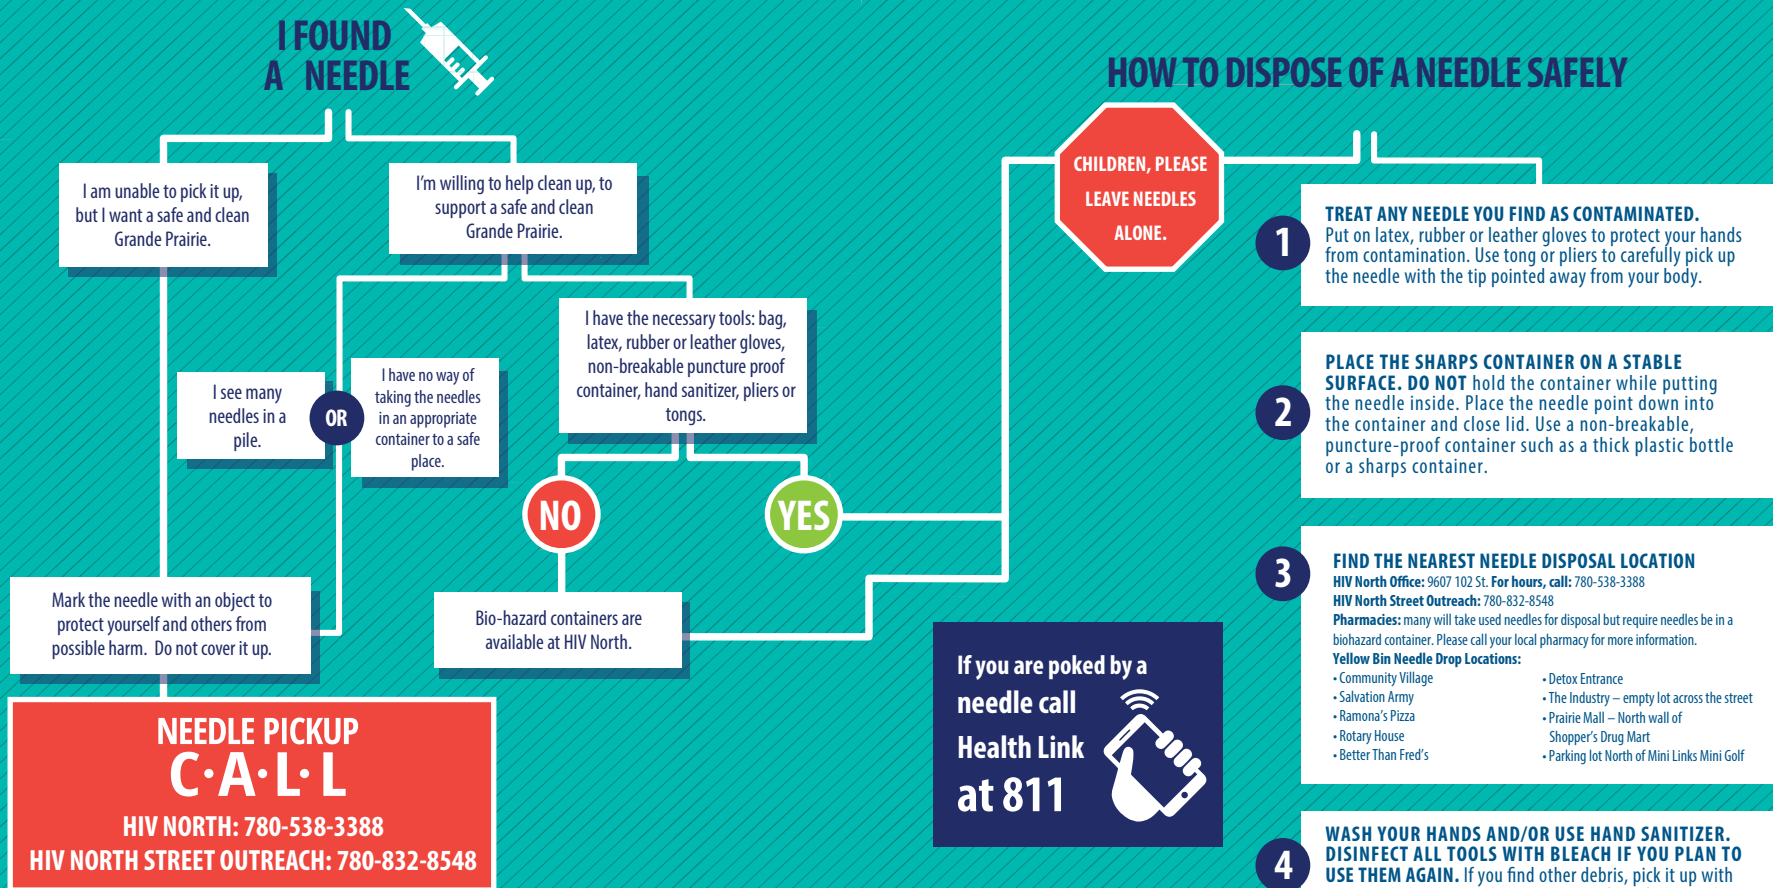 I FOUND
A NEEDLE
I am unable to pick it up,
but I want a safe and clean
Grande Prairie.
I'm willing to help clean up, to
support a safe and clean
Grande Prairie.
I have the necessary tools: bag,
latex, rubber or leather gloves,
non-breakable puncture proof
container, hand sanitizer, pliers or
tongs.
I see many
needles in a
pile.
OR
I have no way of
taking the needles
in an appropriate
container to a safe
place.
NO
YES
Mark the needle with an object to
protect yourself and others from
possible harm. Do not cover it up.
Bio-hazard containers are
available at HIV North.
NEEDLE PICKUP
C·A·L·L
HIV NORTH: 780-538-3388
HIV NORTH STREET OUTREACH: 780-832-8548
If you are poked by a
needle call
Health Link
at 811
HOW TO DISPOSE OF A NEEDLE SAFELY
CHILDREN, PLEASE
LEAVE NEEDLES
ALONE.
1
TREAT ANY NEEDLE YOU FIND AS CONTAMINATED.
Put on latex, rubber or leather gloves to protect your hands
from contamination. Use tong or pliers to carefully pick up
the needle with the tip pointed away from your body.
2
PLACE THE SHARPS CONTAINER ON A STABLE
SURFACE. DO NOT hold the container while putting
the needle inside. Place the needle point down into
the container and close lid. Use a non-breakable,
puncture-proof container such as a thick plastic bottle
or a sharps container.
3
FIND THE NEAREST NEEDLE DISPOSAL LOCATION
HIV North Office: 9607 102 St. For hours, call: 780-538-3388
HIV North Street Outreach: 780-832-8548
Pharmacies: many will take used needles for disposal but require needles be in a
biohazard container. Please call your local pharmacy for more information.
Yellow Bin Needle Drop Locations:
• Community Village
• Salvation Army
• Ramona's Pizza
• Rotary House
• Better Than Fred's
• Detox Entrance
• The Industry – empty lot across the street
• Prairie Mall – North wall of
Shopper's Drug Mart
• Parking lot North of Mini Links Mini Golf
4
WASH YOUR HANDS AND/OR USE HAND SANITIZER.
DISINFECT ALL TOOLS WITH BLEACH IF YOU PLAN TO
USE THEM AGAIN. If you find other debris, pick it up with